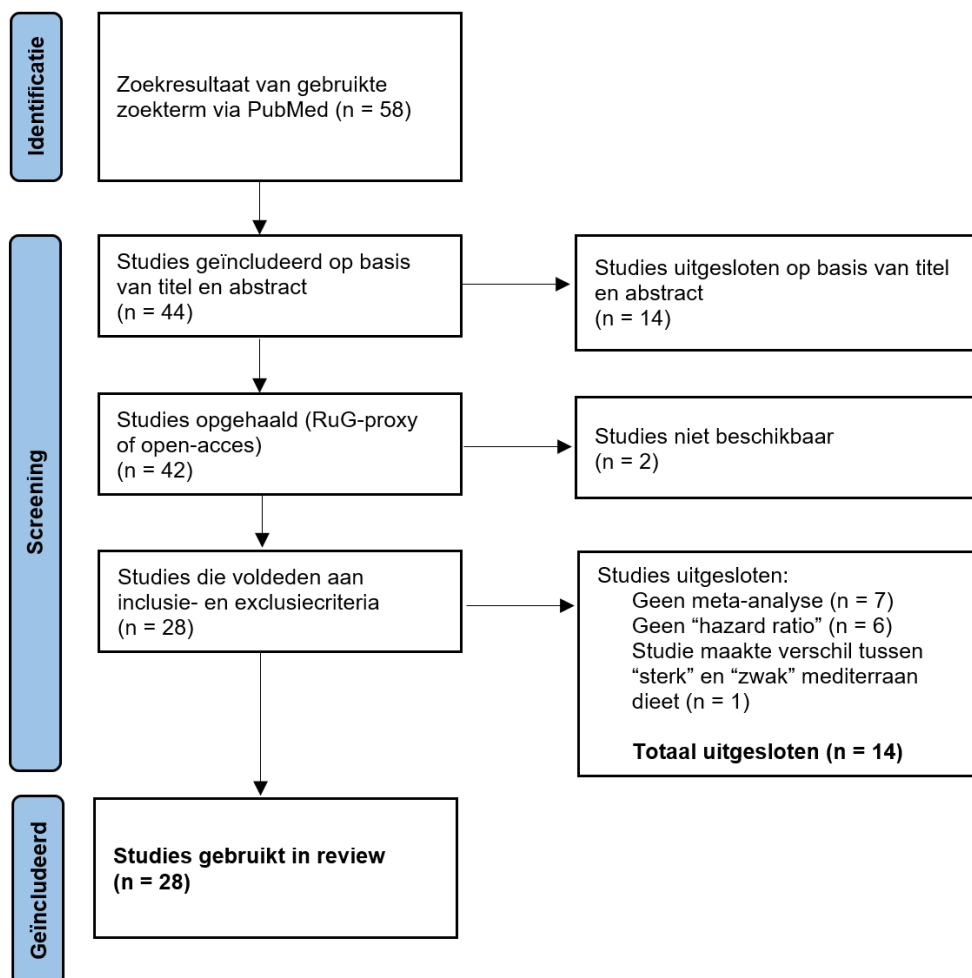 Identificatie
Zoekresultaat van gebruikte
zoekterm via PubMed (n = 58)
Screening
Studies geïncludeerd op basis
van titel en abstract
(n = 44)
Studies uitgesloten op basis van titel
en abstract
(n = 14)
Studies opgehaald (RuG-proxy
of open-acces)
(n = 42)
Studies niet beschikbaar
(n = 2)
Studies die voldeden aan
inclusie- en exclusiecriteria
(n = 28)
Studies uitgesloten:
Geen meta-analyse (n = 7)
Geen “hazard ratio” (n = 6)
Studie maakte verschil tussen
“sterk” en “zwak” mediterraan
dieet (n = 1)
Totaal uitgesloten (n = 14)
Geïncludeerd
Studies gebruikt in review
(n = 28)